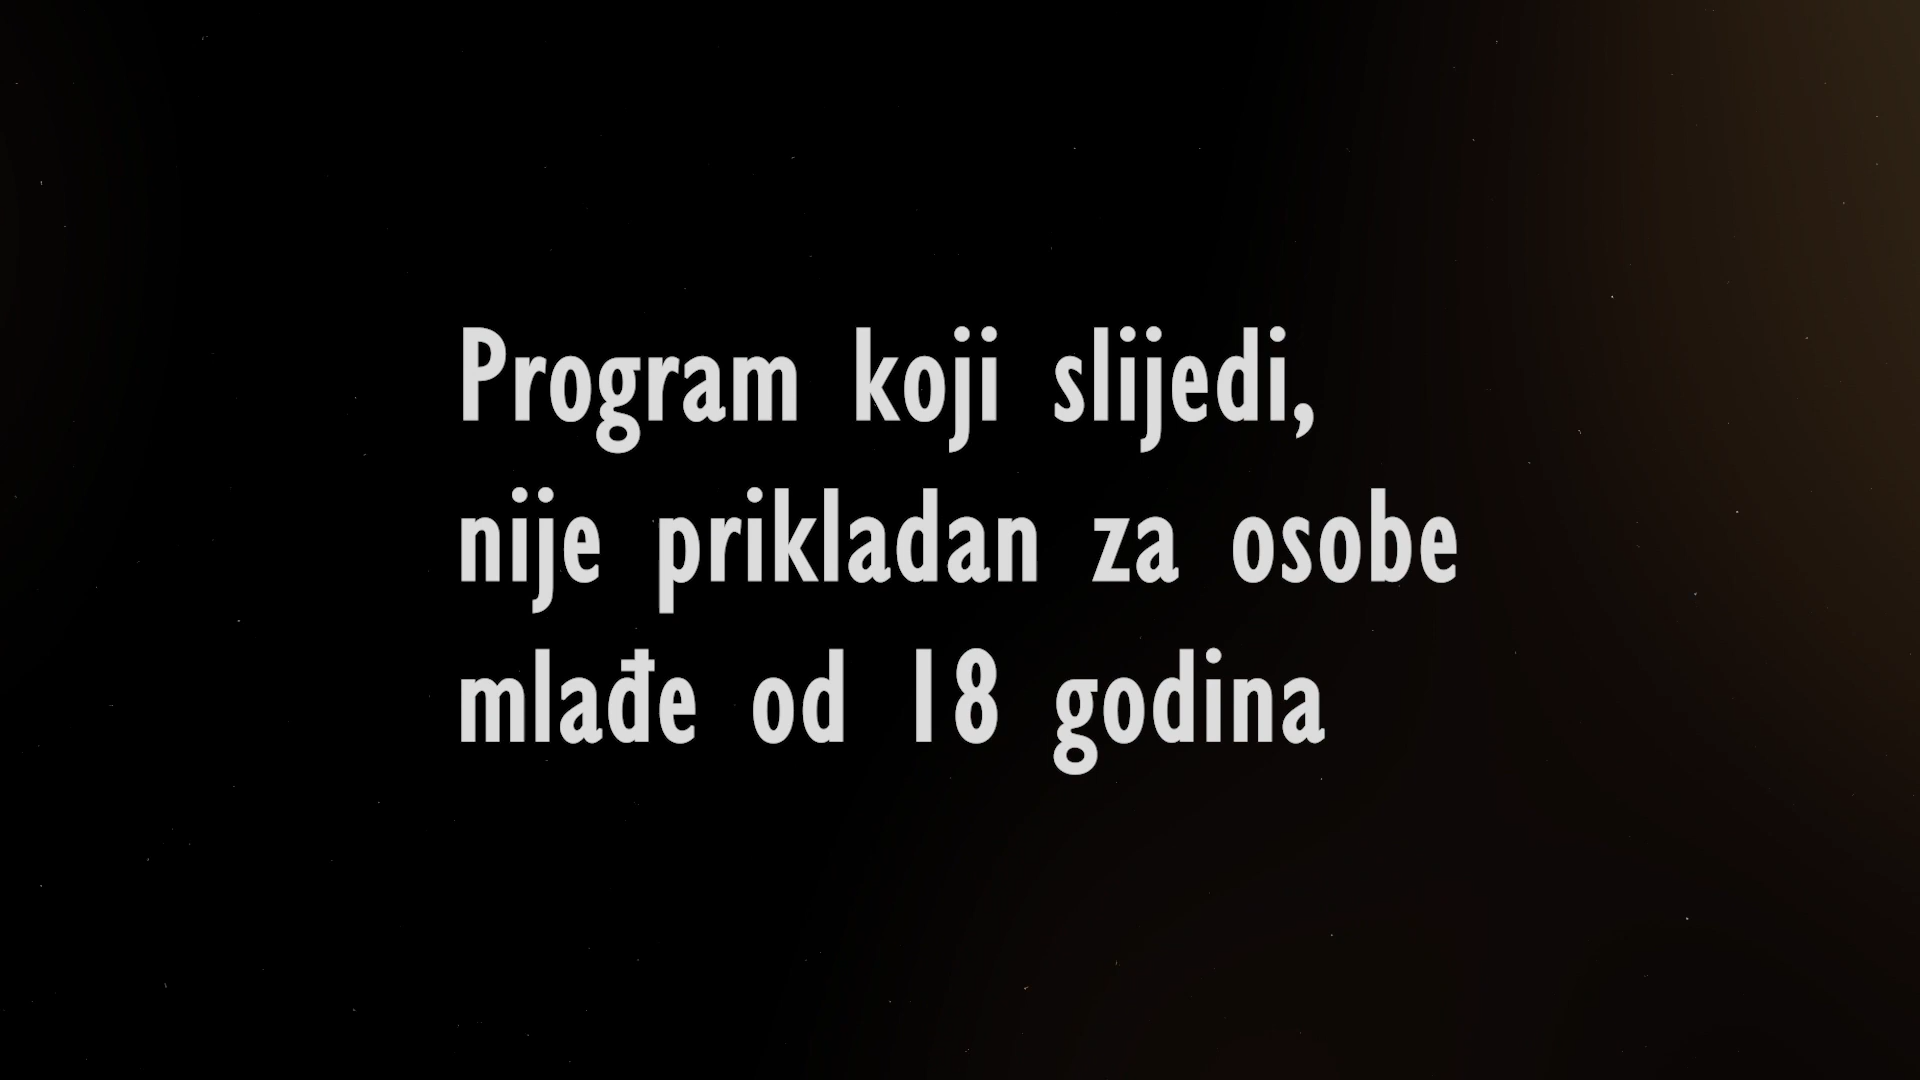 Program koji slijedi,
nije prikladan za osobe
mlađe od 18 godina